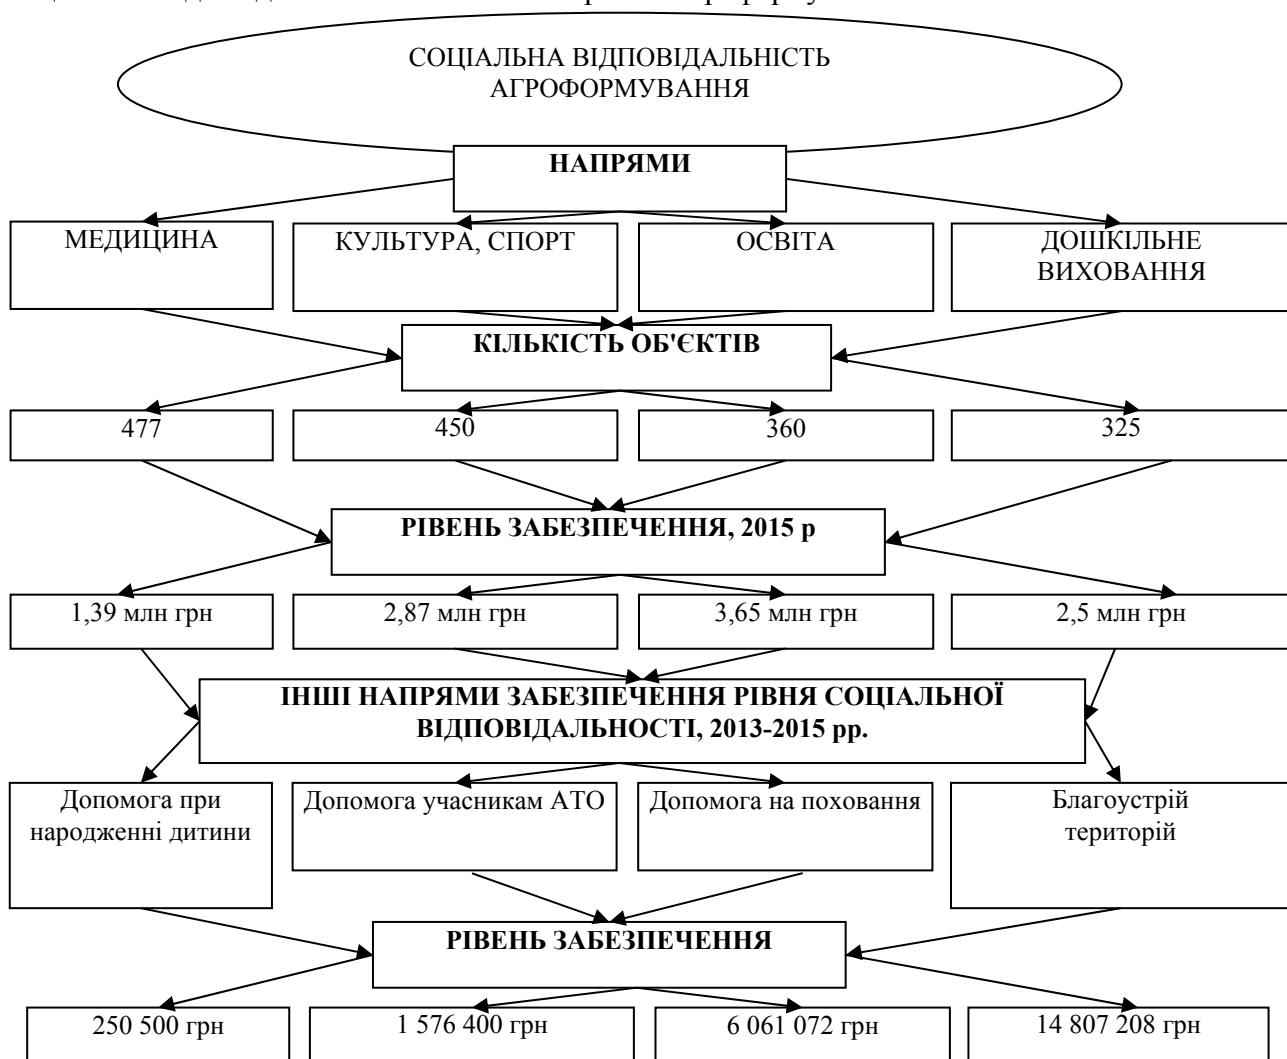 СОЦІАЛЬНА ВІДПОВІДАЛЬНІСТЬ
АГРОФОРМУВАННЯ
НАПРЯМИ
МЕДИЦИНА
КУЛЬТУРА, СПОРТ
ОСВІТА
ДОШКІЛЬНЕ
ВИХОВАННЯ
КІЛЬКІСТЬ ОБ'ЄКТІВ
477
450
360
325
РІВЕНЬ ЗАБЕЗПЕЧЕННЯ, 2015 р
1,39 млн грн
2,87 млн грн
3,65 млн грн
2,5 млн грн
ІНШІ НАПРЯМИ ЗАБЕЗПЕЧЕННЯ РІВНЯ СОЦІАЛЬНОЇ
ВІДПОВІДАЛЬНОСТІ, 2013-2015 рр.
Допомога при
народженні дитини
Допомога учасникам АТО
Допомога на поховання
Благоустрій
територій
РІВЕНЬ ЗАБЕЗПЕЧЕННЯ
250 500 грн
1 576 400 грн
6 061 072 грн
14 807 208 грн